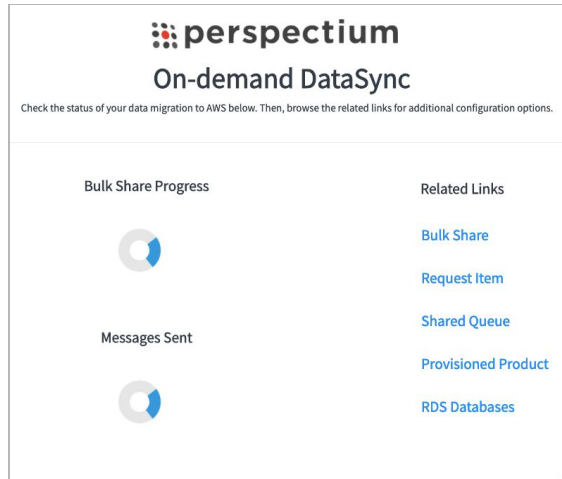 perspectium
On-demand DataSync
Check the status of your data migration to AWS below. Then, browse the related links for additional configuration options.
Bulk Share Progress
Messages Sent
Related Links
Bulk Share
Request Item
Shared Queue
Provisioned Product
RDS Databases